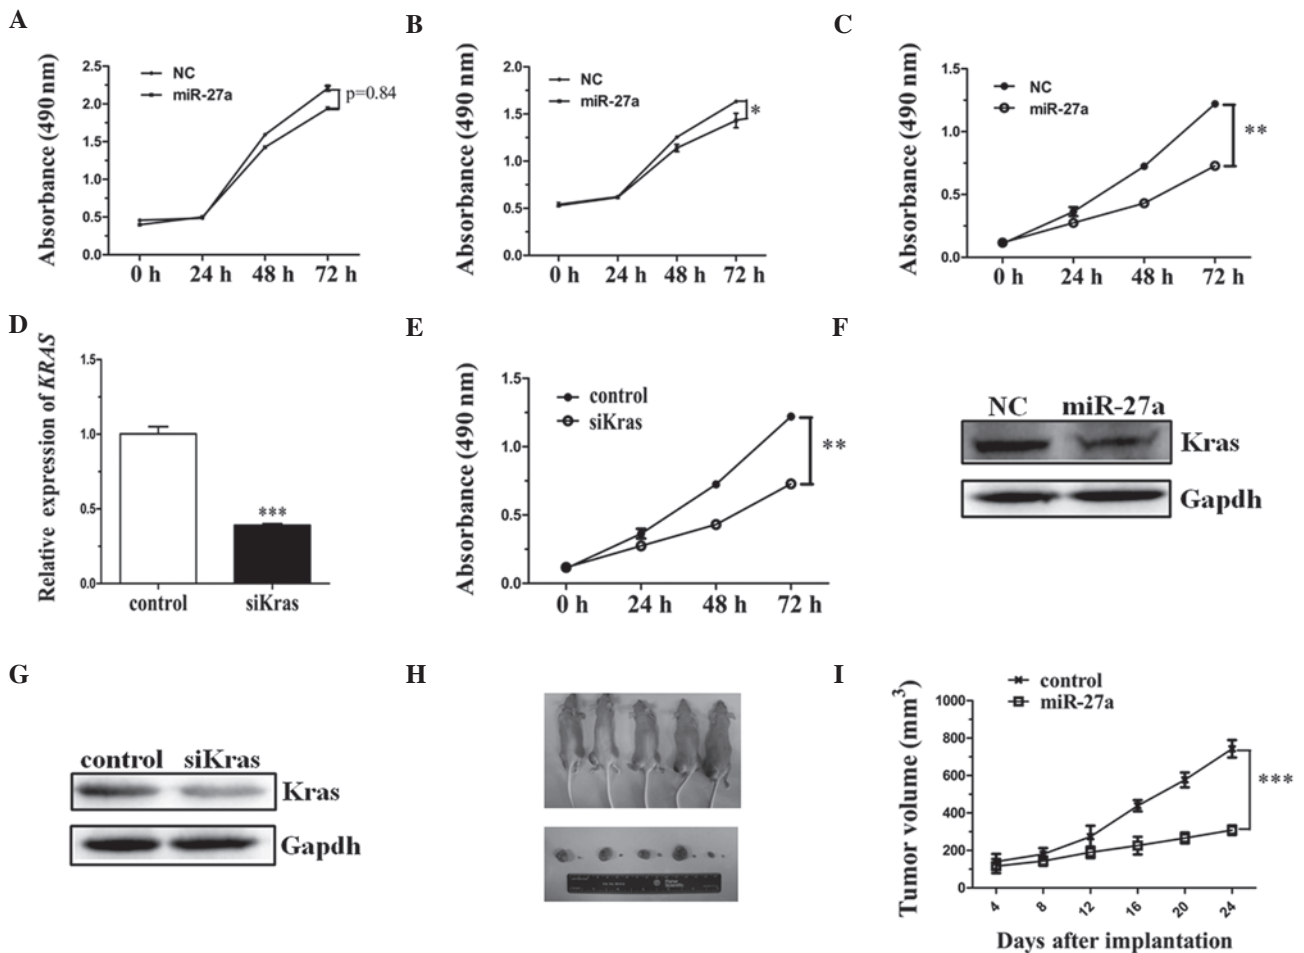 A
Absorbance (490 nm)
2.5
2.0
1.5
1.0
0.5
0.0
NC
miR-27a
p=0.84
0 h 24 h 48 h 72 h
B
Absorbance (490 nm)
2.0
1.5
1.0
0.5
0.0
NC
miR-27a
*
0 h 24 h 48 h 72 h
C
Absorbance (490 nm)
1.5
1.0
0.5
0.0
NC
miR-27a
**
0 h 24 h 48 h 72 h
D
Relative expression of KRAS
1.5
1.0
0.5
0.0
***
control siKras
E
Absorbance (490 nm)
1.5
1.0
0.5
0.0
control
siKras
**
0 h 24 h 48 h 72 h
F
NC miR-27a
Kras
Gapdh
G
control siKras
Kras
Gapdh
H
I
Tumor volume (mm3)
1000
800
600
400
200
0
control
miR-27a
***
4 8 12 16 20 24
Days after implantation